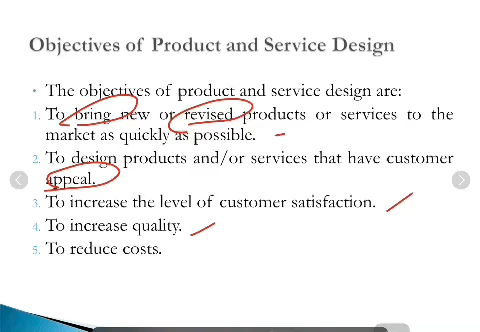 Objectives of Product and Service Design
• The objectives of product and service design are:
1. To bring new or revised products or services to the
market as quickly as possible.
2. To design products and/or services that have customer
appeal.
3. To increase the level of customer satisfaction.
4. To increase quality.
5. To reduce costs.